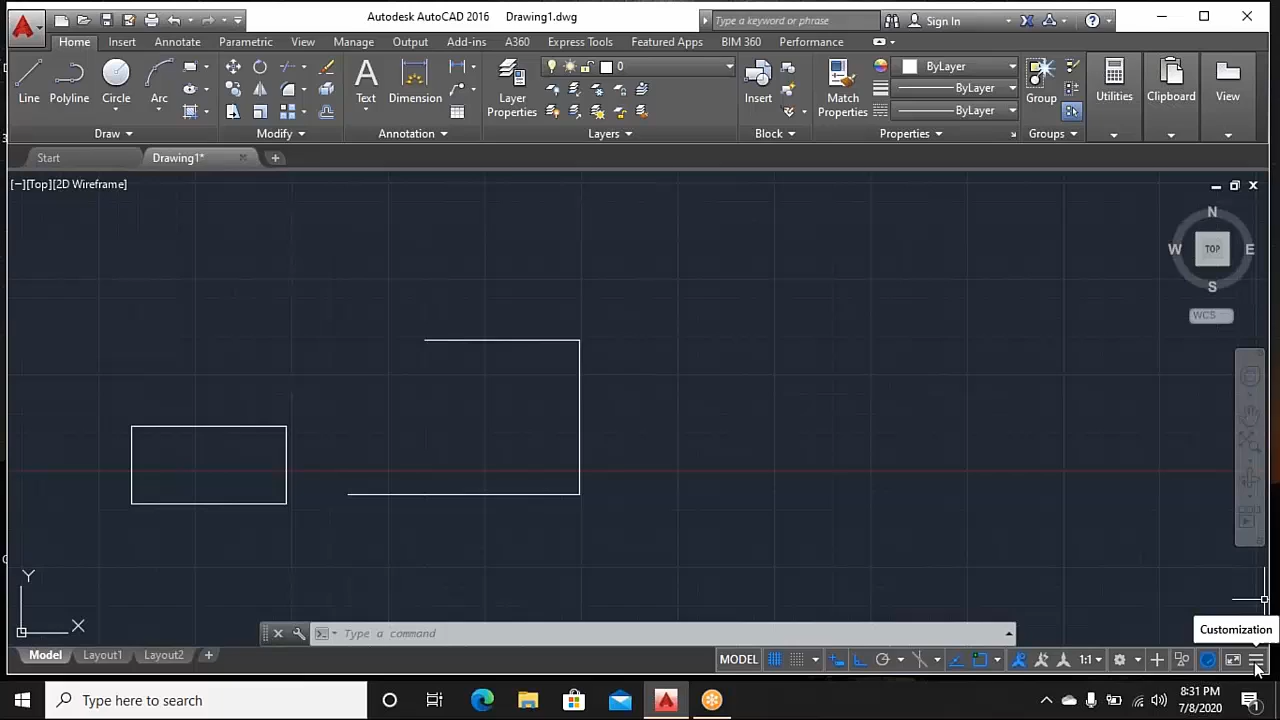 Autodesk AutoCAD 2016 Drawing1.dwg
Type a keyword or phrase
Sign In
Home Insert Annotate Parametric View Manage Output Add-ins A360 Express Tools Featured Apps BIM 360 Performance
0
ByLayer
ByLayer
ByLayer
Line Polyline Circle Arc
Text Dimension
Layer Properties
Insert
Match Properties
Group
Utilities Clipboard View
Draw Modify Annotation Layers Block Properties Groups
Start Drawing1*
[−][Top][2D Wireframe]
N
W TOP E
S
WCS
Y
X
Type a command
Customization
Model Layout1 Layout2
MODEL 1:1
Type here to search
8:31 PM
7/8/2020
1